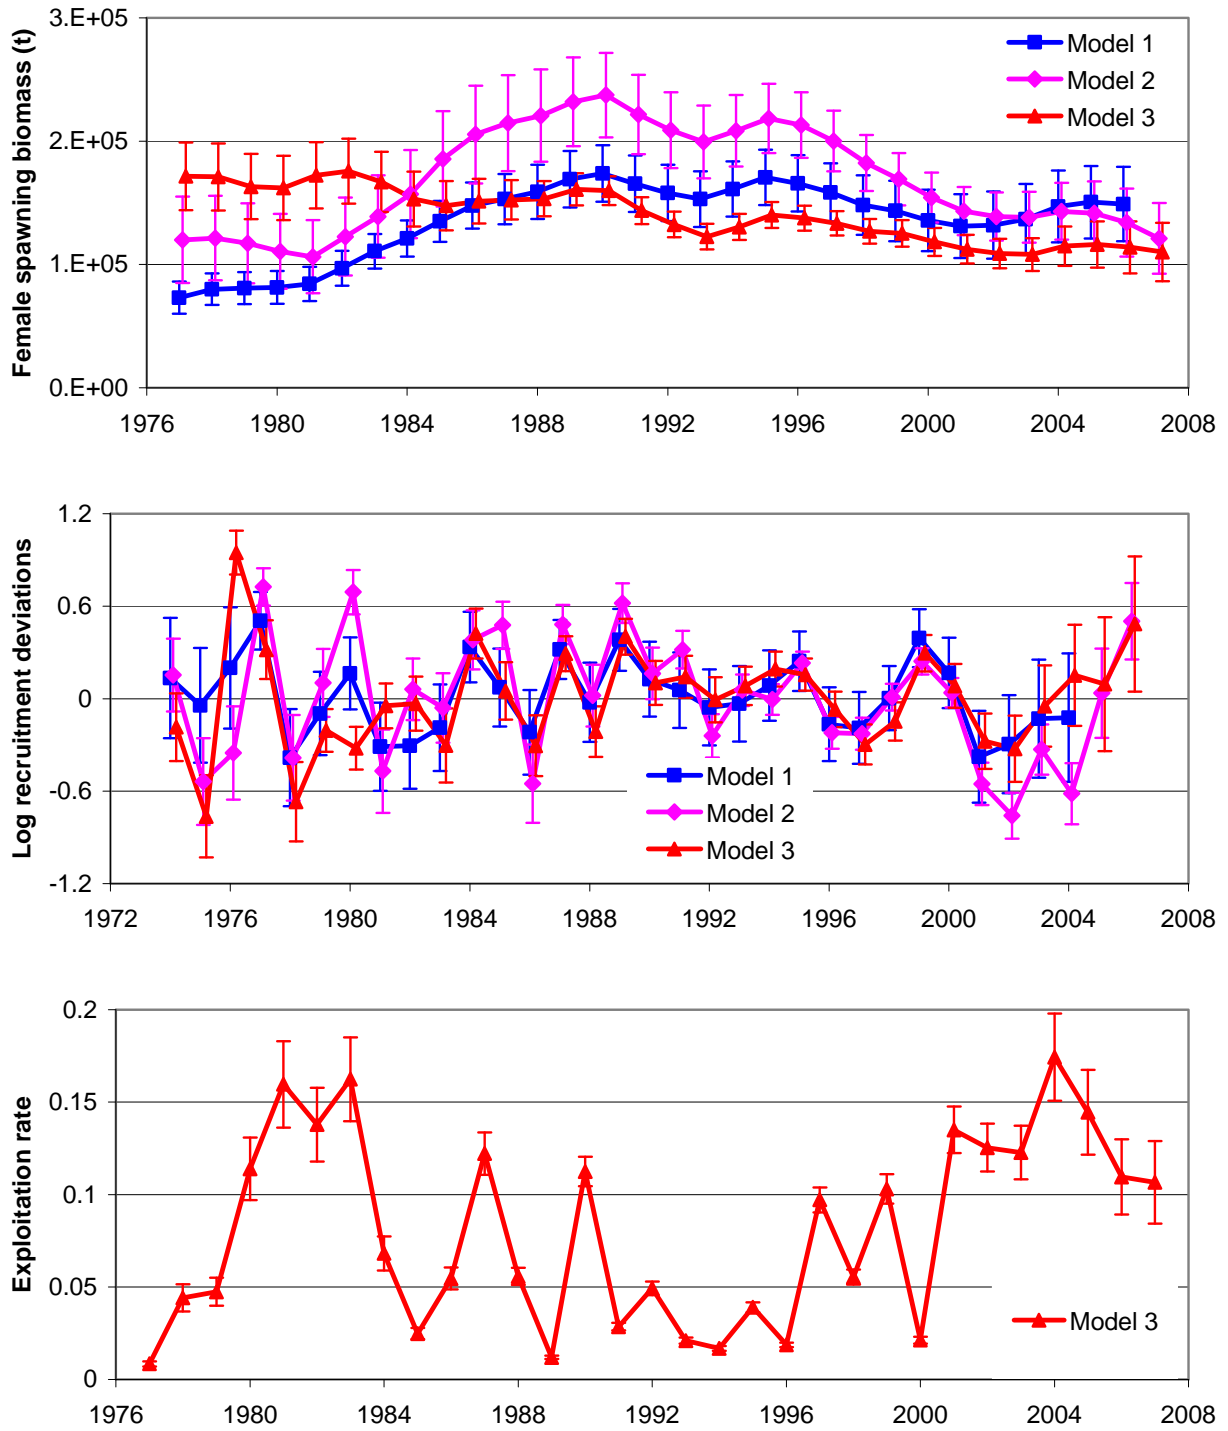 Female spawning biomass (t)
3.E+05
2.E+05
1.E+05
0.E+00
Model 1
Model 2
Model 3
1976 1980 1984 1988 1992 1996 2000 2004 2008
Log recruitment deviations
1.2
0.6
0
-0.6
-1.2
Model 1
Model 2
Model 3
1972 1976 1980 1984 1988 1992 1996 2000 2004 2008
Exploitation rate
0.2
0.15
0.1
0.05
0
Model 3
1976 1980 1984 1988 1992 1996 2000 2004 2008